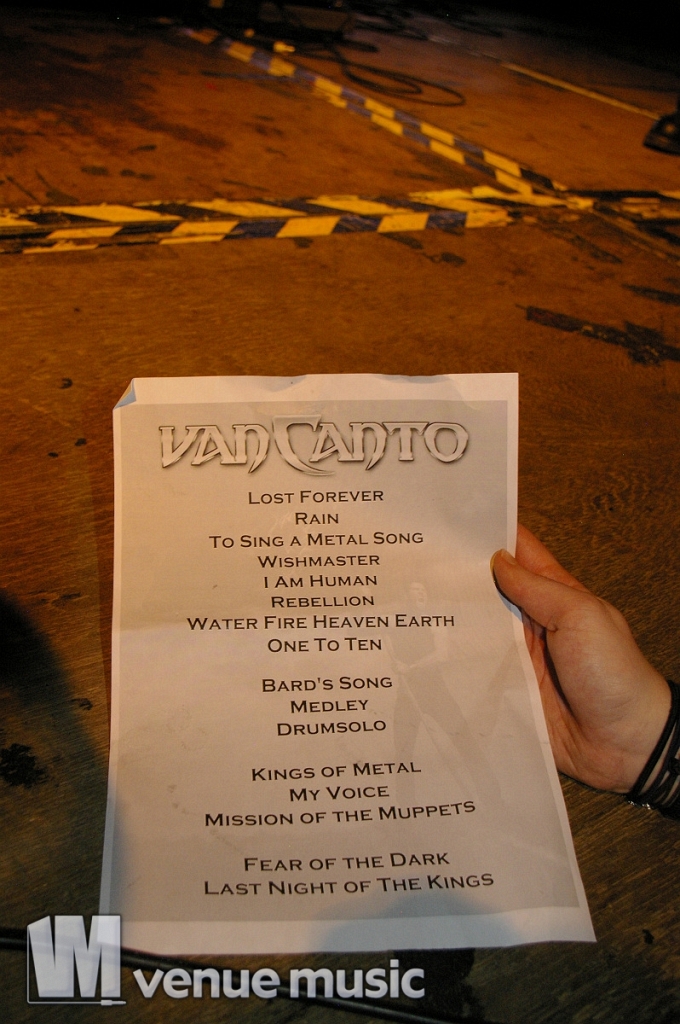 VAN CANTO
LOST FOREVER
RAIN
TO SING A METAL SONG
WISHMASTER
I AM HUMAN
REBELLION
WATER FIRE HEAVEN EARTH
ONE TO TEN
BARD'S SONG
MEDLEY
DRUMSOLO
KINGS OF METAL
MY VOICE
MISSION OF THE MUPPETS
FEAR OF THE DARK
LAST NIGHT OF THE KINGS
venue music